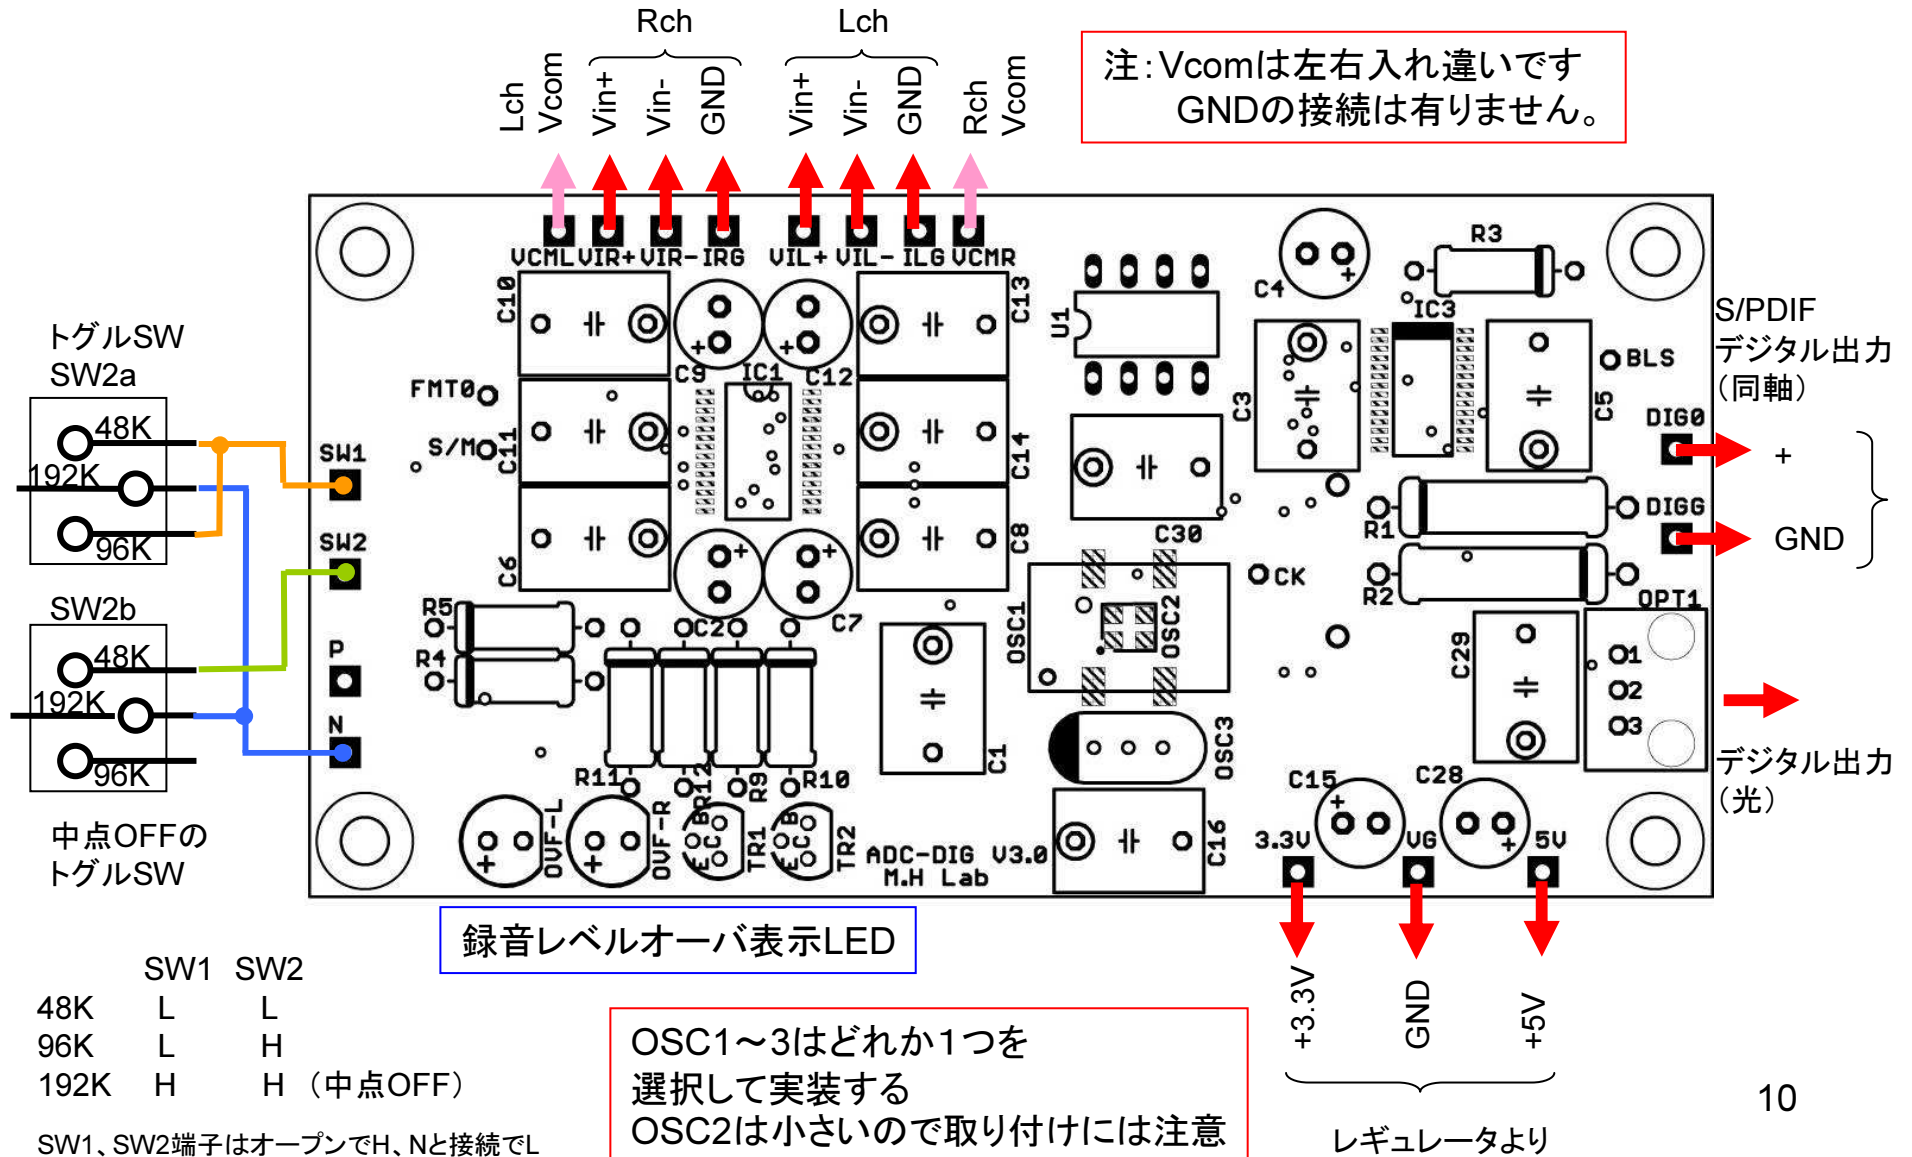 Rch
Lch
Lch
Vcom
Vin+
Vin-
GND
Vin+
Vin-
GND
Rch
Vcom
注：Vcomは左右入れ違いです
GNDの接続は有りません。
VCML VIR+ VIR- IRG VIL+ VIL- ILG VCMR
C10
C13
U1
C4
R3
IC3
C9
IC1
C12
FMT0
S/M
C11
C14
C3
C5
BLS
DIG0
DIGG
S/PDIF
デジタル出力
（同軸）
+
GND
トグルSW
SW2a
48K
192K
96K
SW1
SW2
SW2b
48K
192K
96K
P
N
中点OFFの
トグルSW
C6
C8
C30
R1
R2
CK
OPT1
R5
R4
C2
C7
OSC1
OSC2
C29
1
2
3
C1
OSC3
R11
R12
R9
R10
OVF-L
OVF-R
E C B
TR1
E C B
TR2
ADC-DIG V3.0
M.H Lab
C16
C15
C28
3.3V
VG
5V
デジタル出力
（光）
録音レベルオーバ表示LED
+3.3V
GND
+5V
レギュレータより
SW1 SW2
48K L L
96K L H
192K H H （中点OFF）
SW1、SW2端子はオープンでH、Nと接続でL
OSC1～3はどれか１つを
選択して実装する
OSC2は小さいので取り付けには注意
10